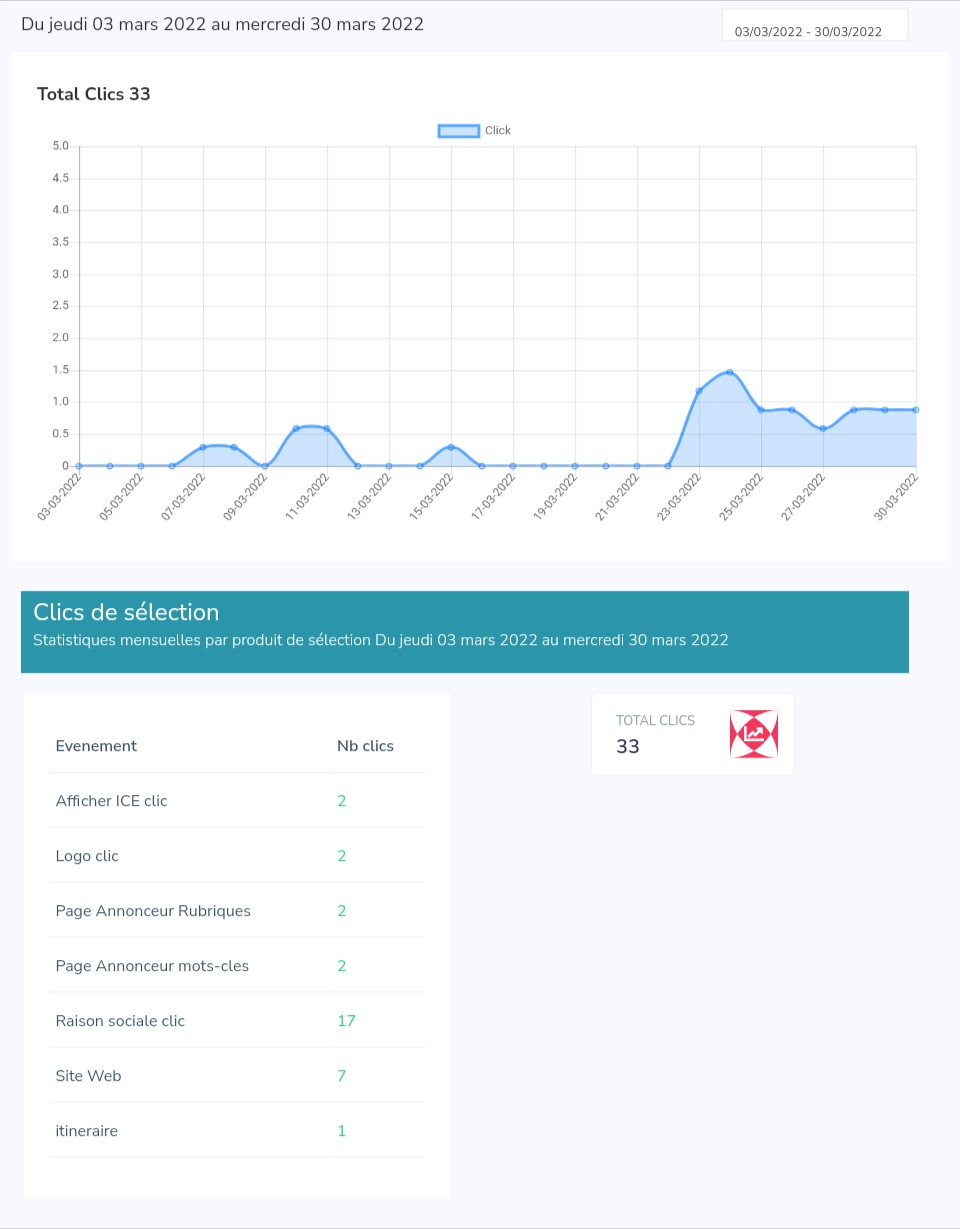 Du jeudi 03 mars 2022 au mercredi 30 mars 2022
03/03/2022 - 30/03/2022
Total Clics 33
Click
5.0
4.5
4.0
3.5
3.0
2.5
2.0
1.5
1.0
0.5
0
03-03-2022
05-03-2022
07-03-2022
09-03-2022
11-03-2022
13-03-2022
15-03-2022
17-03-2022
19-03-2022
21-03-2022
23-03-2022
25-03-2022
27-03-2022
30-03-2022
Clics de sélection
Statistiques mensuelles par produit de sélection Du jeudi 03 mars 2022 au mercredi 30 mars 2022
TOTAL CLICS
33
Evenement Nb clics
Afficher ICE clic 2
Logo clic 2
Page Annonceur Rubriques 2
Page Annonceur mots-cles 2
Raison sociale clic 17
Site Web 7
itineraire 1